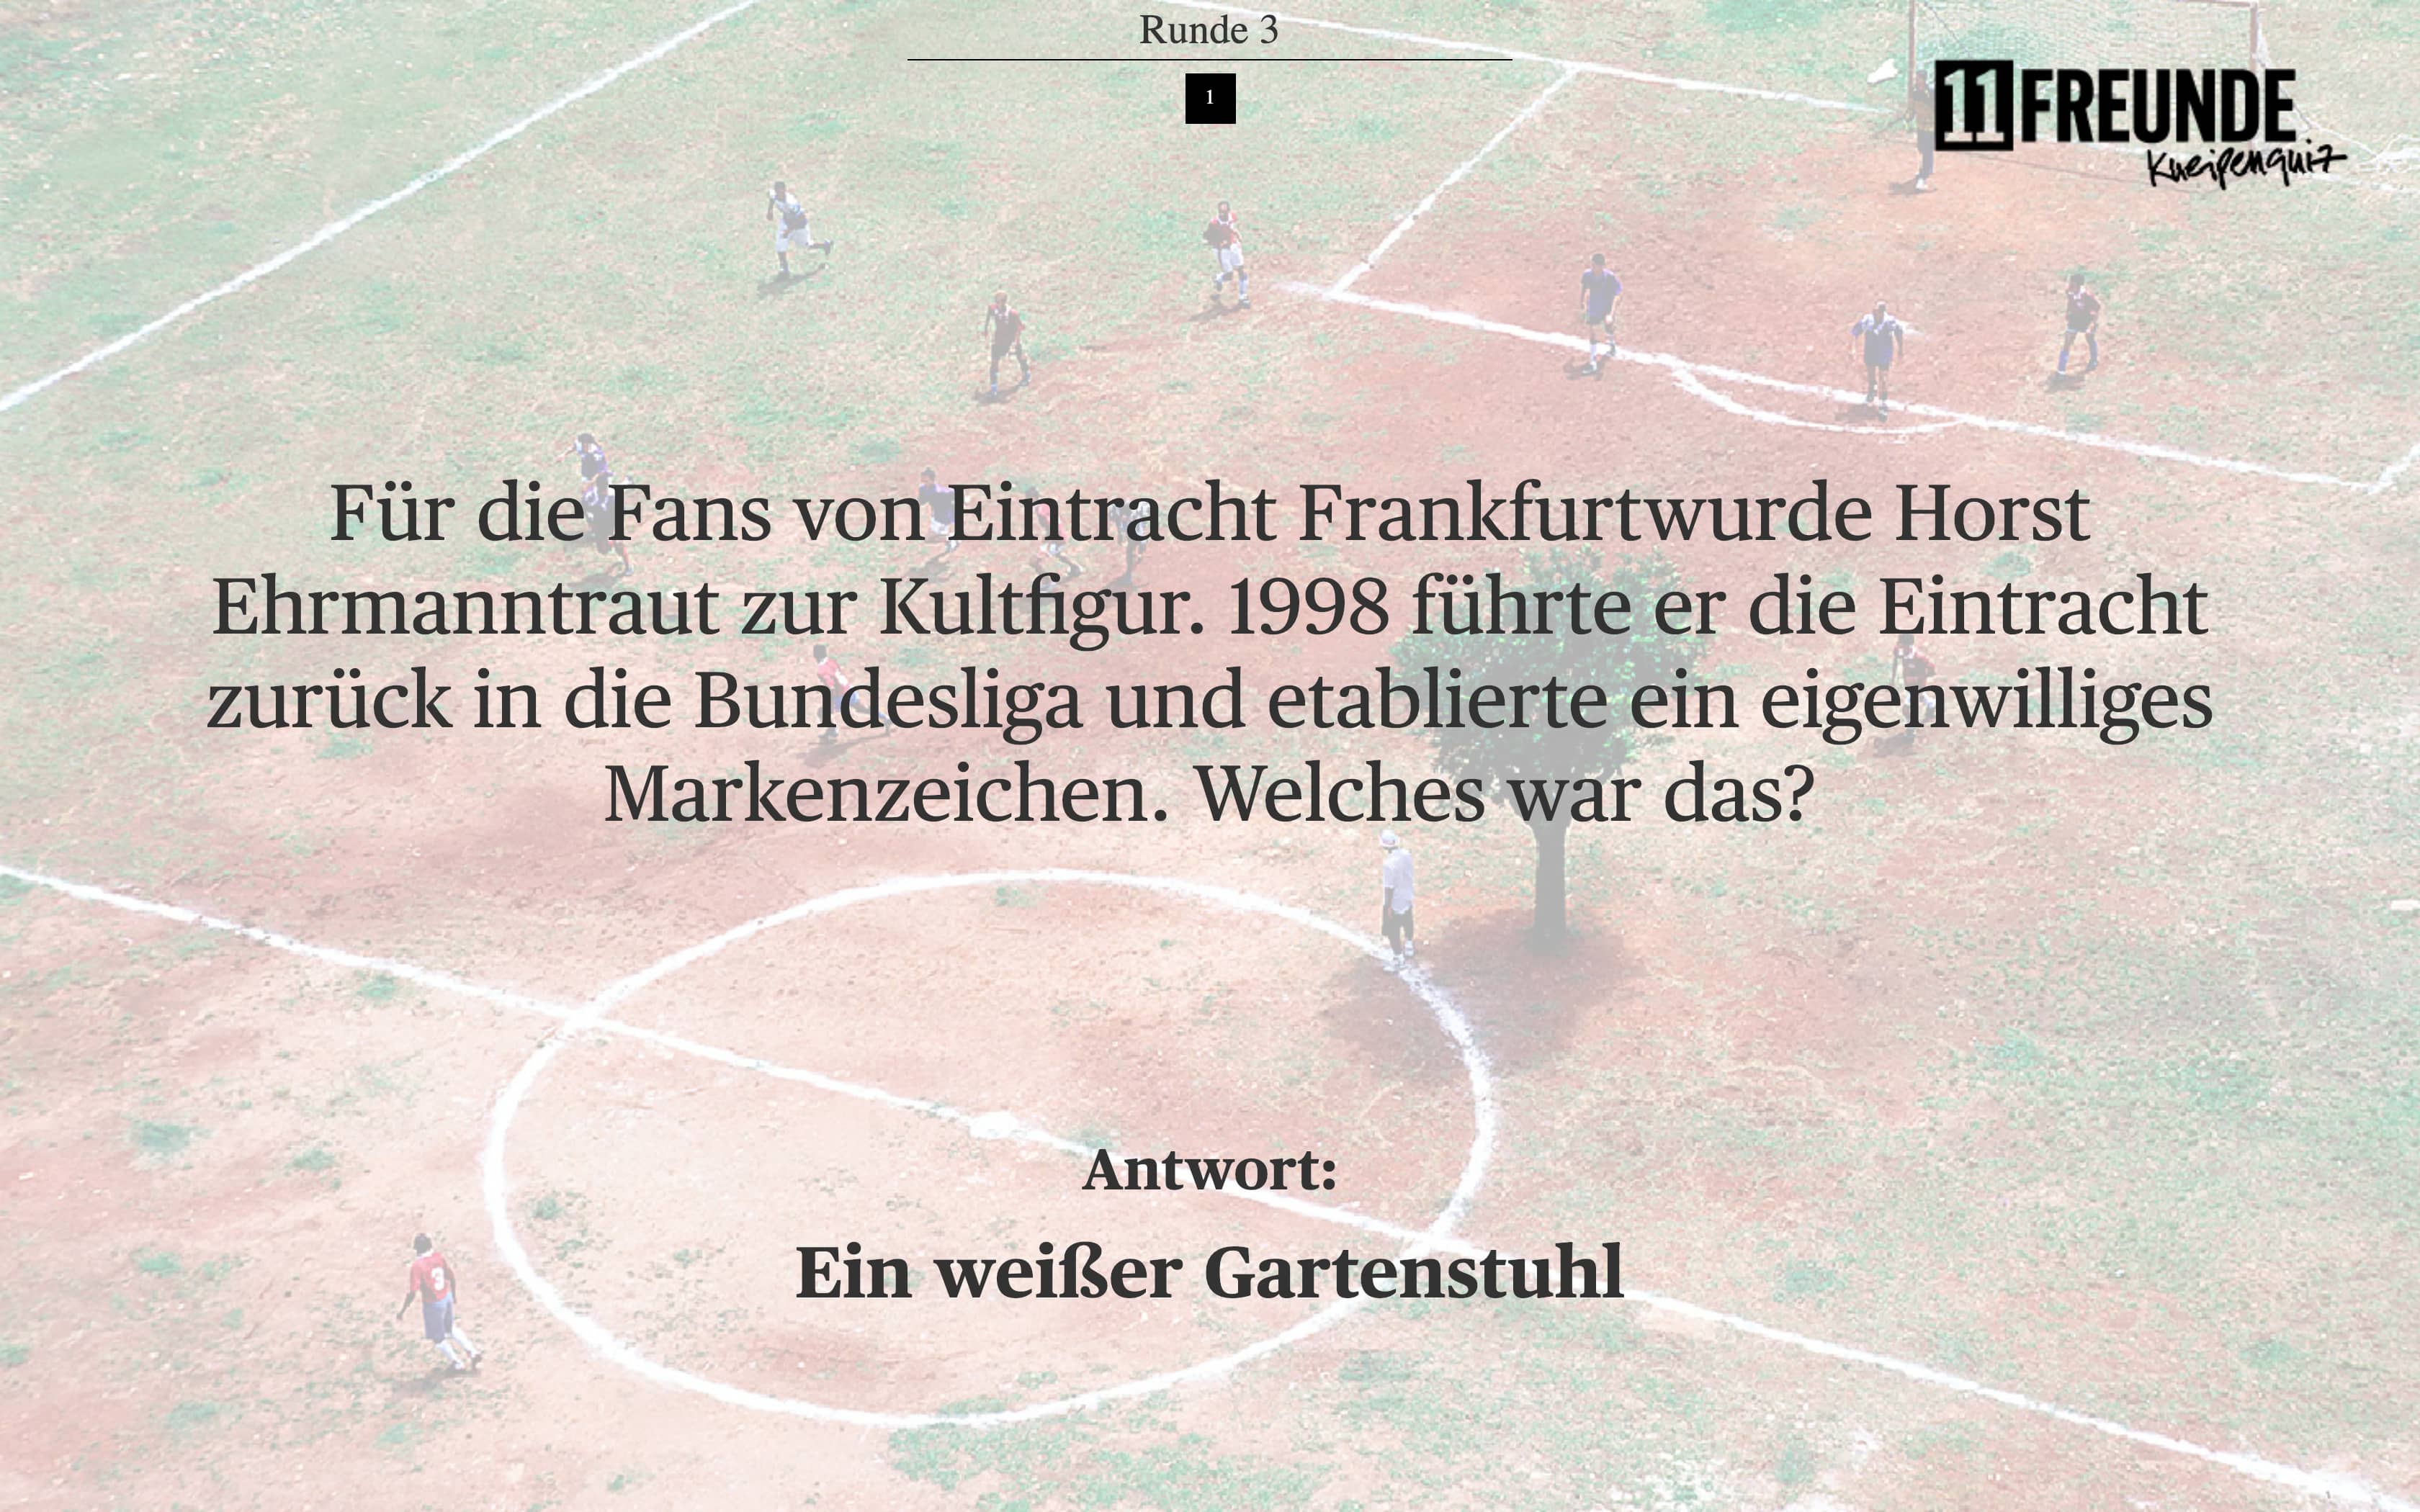 Runde 3
1
11FREUNDE
Kneipenquiz
Für die Fans von Eintracht Frankfurtwurde Horst
Ehrmanntraut zur Kultfigur. 1998 führte er die Eintracht
zurück in die Bundesliga und etablierte ein eigenwilliges
Markenzeichen. Welches war das?
Antwort:
Ein weißer Gartenstuhl
3